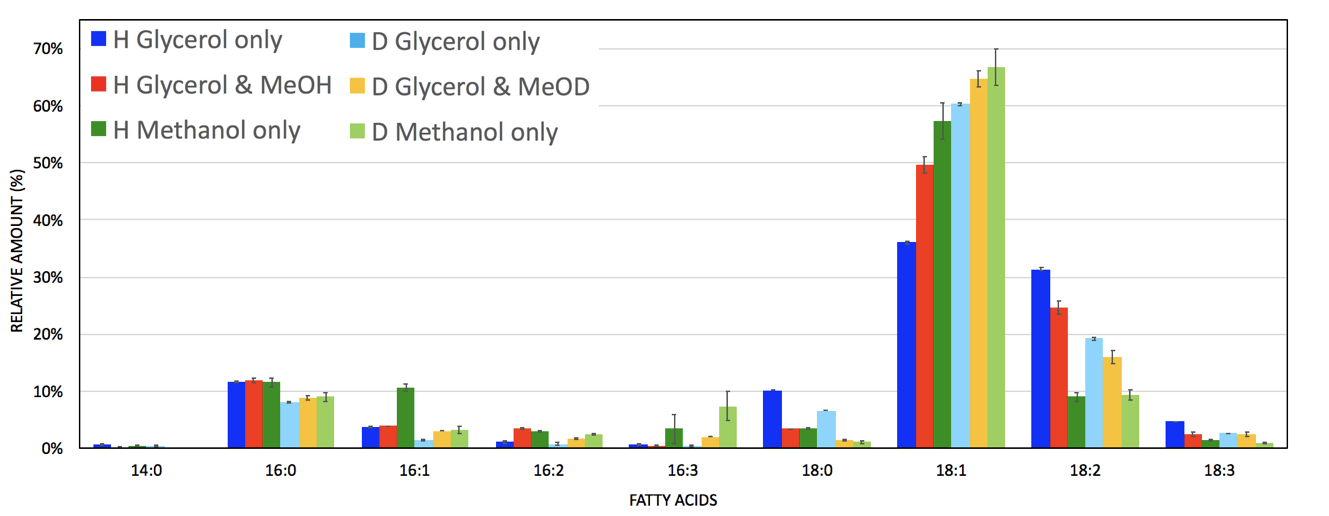 70%
60%
50%
40%
30%
20%
10%
0%
RELATIVE AMOUNT (%)
H Glycerol only
D Glycerol only
H Glycerol & MeOH
D Glycerol & MeOD
H Methanol only
D Methanol only
14:0 16:0 16:1 16:2 16:3 18:0 18:1 18:2 18:3
FATTY ACIDS